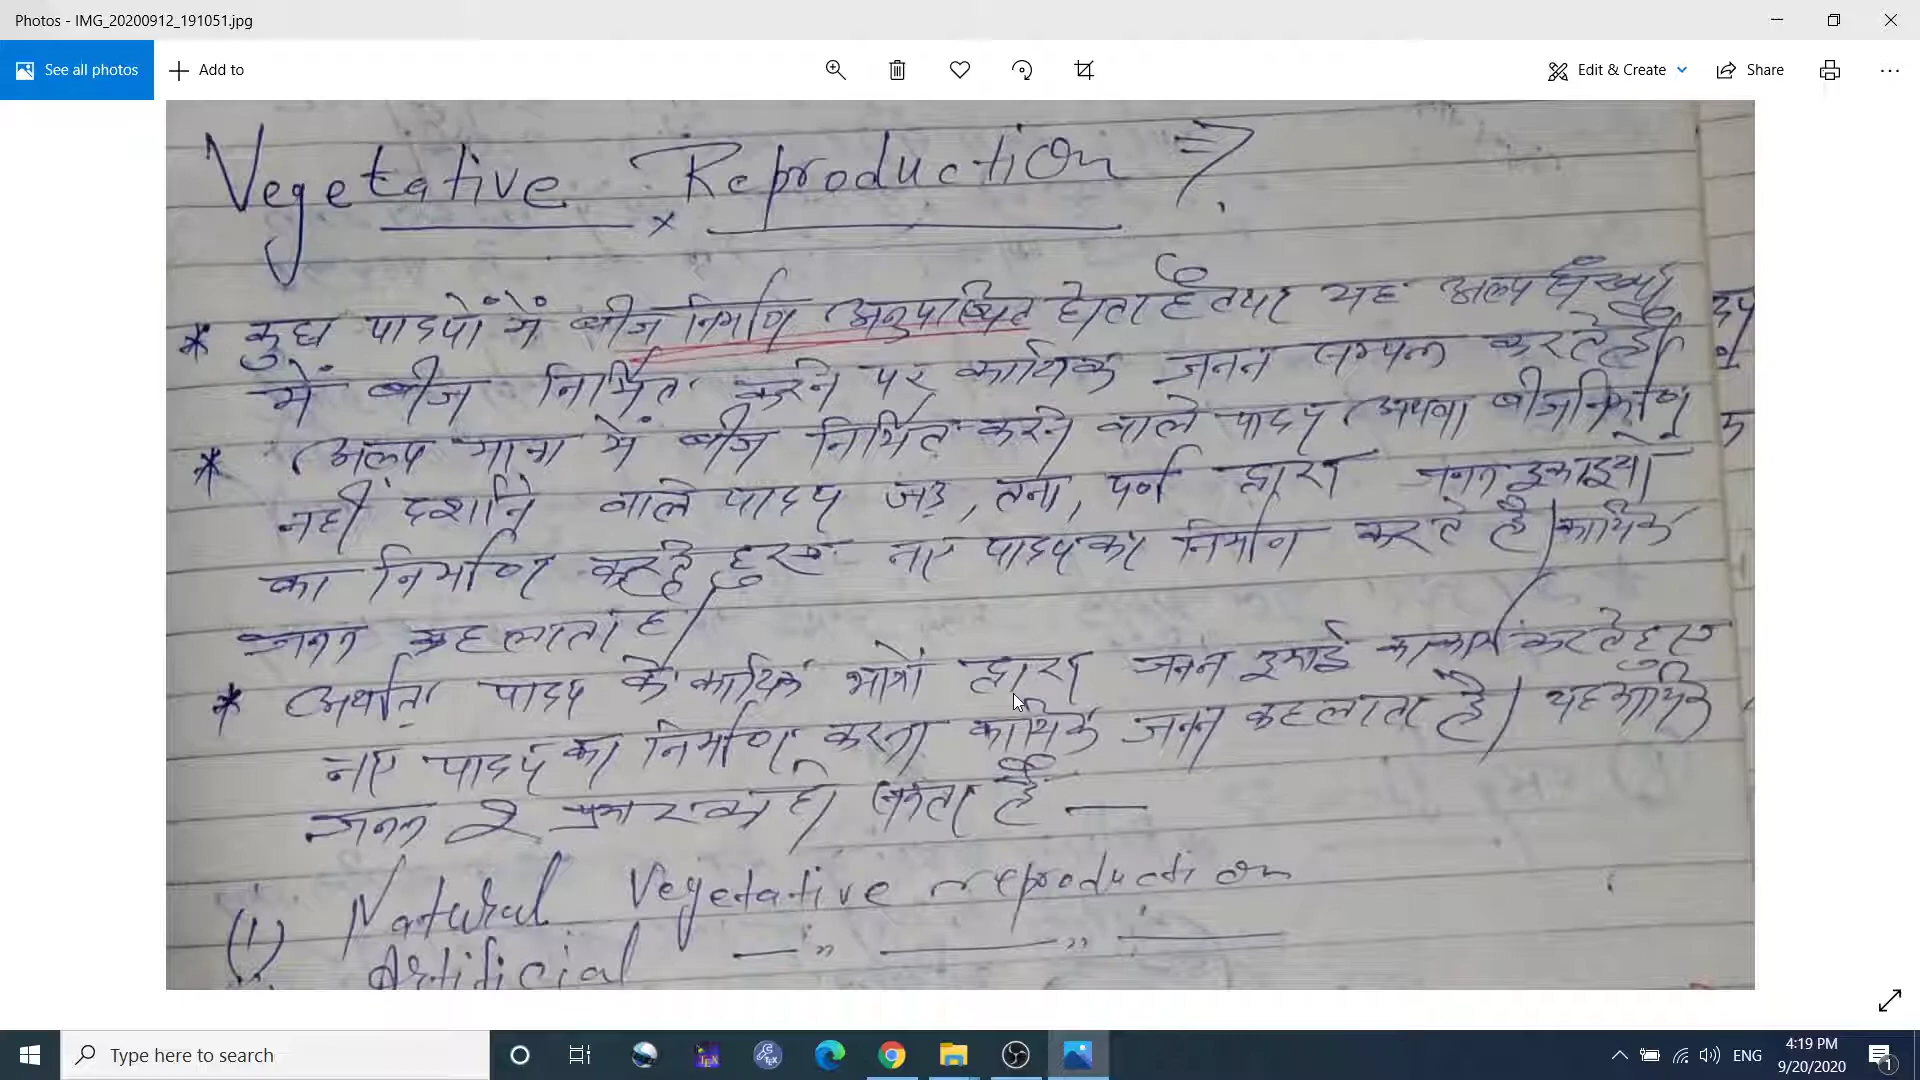 Photos - IMG_20200912_191051.jpg
See all photos
Add to
Edit & Create
Share
Vegetative Reproduction ⇒
* कुछ पादपों में बीज निर्माण अनुपस्थित होता है तथा यह अल्प संख्या
में बीज निर्मित करने पर कायिक जनन सम्पन्न करते हैं।
* अल्प मात्रा में बीज निर्मित करने वाले पादप अथवा बीज निर्माण
नहीं दर्शाने वाले पादप जड़, तना, पर्ण द्वारा जनन इकाइयों
का निर्माण करते हुए नए पादप का निर्माण करते है। कायिक
जनन कहलाता है।
* अर्थात् पादप के कायिक भागों द्वारा जनन इकाई का कार्य करते हुए
नए पादप का निर्माण करना कायिक जनन कहलाता है। यह कायिक
जनन 2 प्रकार का हो सकता है —
(1) Natural Vegetative reproduction
Artificial — " — " —
Type here to search
ENG
4:19 PM
9/20/2020
1